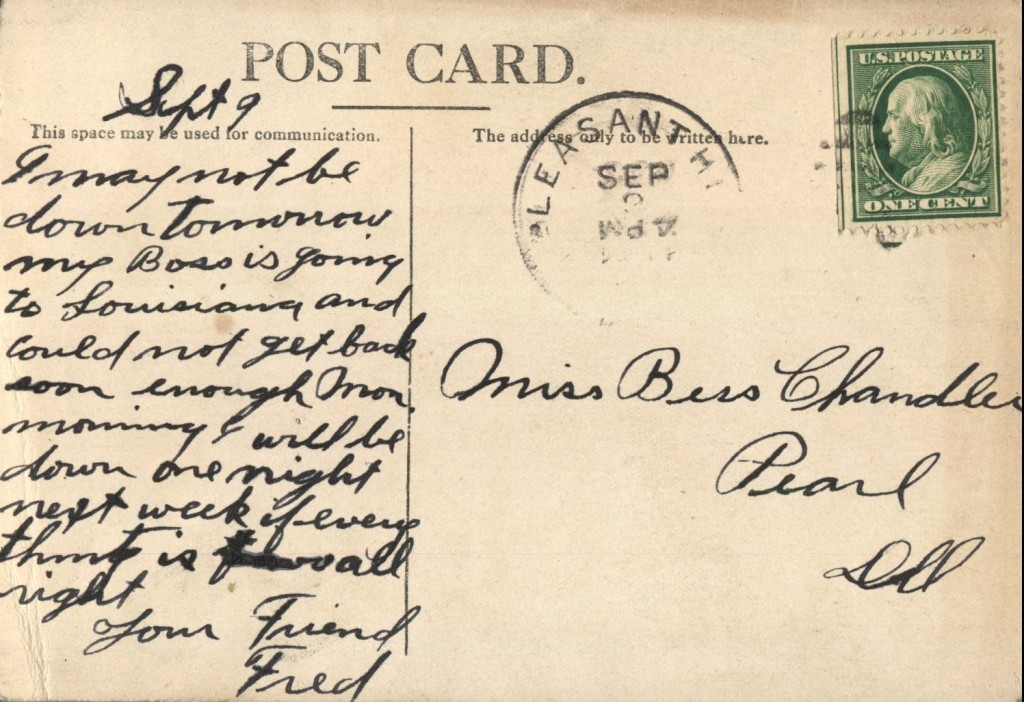 POST CARD.
Sept 9
This space may be used for communication.
The address only to be written here.
U.S. POSTAGE
ONE CENT
PLEASANT HI
SEP
4 PM
I may not be
down tomorrow
my Boss is going
to Louisiana and
could not get back
soon enough Mon.
morning I will be
down one night
next week if every
thing is all
right
Your Friend
Fred
Miss Bess Chandler
Pearl
Ill